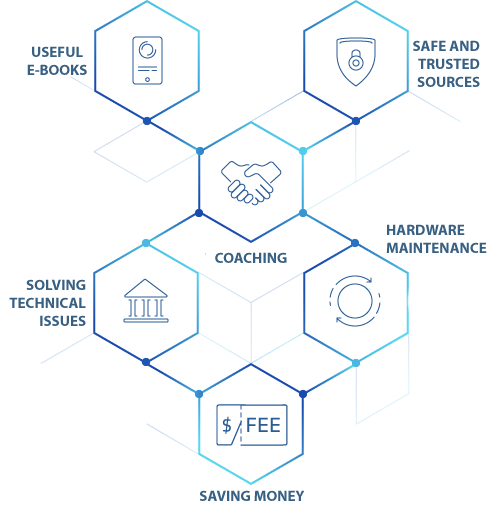 USEFUL
E-BOOKS
SAFE AND
TRUSTED
SOURCES
COACHING
HARDWARE
MAINTENANCE
SOLVING
TECHNICAL
ISSUES
$ FEE
SAVING MONEY